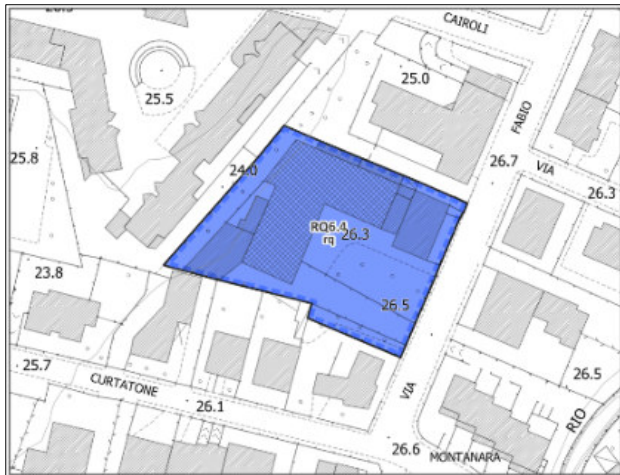 CAIROLI
25.0
25.5
FABIO
26.7
VIA
25.8
24.0
26.3
RQ6.4
rq
26.3
23.8
26.5
25.7
26.5
CURTATONE
VIA
26.1
RIO
26.6
MONTANARA